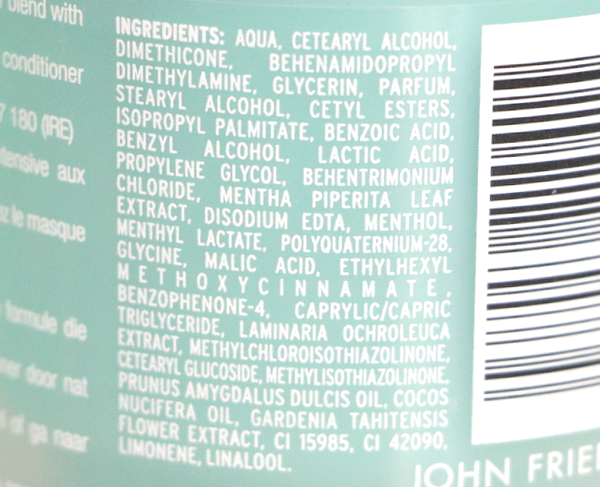 blend with
conditioner
180 (IRE)
aux
le masque
formule die
door nat
of ga naar
INGREDIENTS: AQUA, CETEARYL ALCOHOL,
DIMETHICONE, BEHENAMIDOPROPYL
DIMETHYLAMINE, GLYCERIN, PARFUM,
STEARYL ALCOHOL, CETYL ESTERS,
ISOPROPYL PALMITATE, BENZOIC ACID,
BENZYL ALCOHOL, LACTIC ACID,
PROPYLENE GLYCOL, BEHENTRIMONIUM
CHLORIDE, MENTHA PIPERITA LEAF
EXTRACT, DISODIUM EDTA, MENTHOL,
MENTHYL LACTATE, POLYQUATERNIUM-28,
GLYCINE, MALIC ACID, ETHYLHEXYL
METHOXYCINNAMATE,
BENZOPHENONE-4, CAPRYLIC/CAPRIC
TRIGLYCERIDE, LAMINARIA OCHROLEUCA
EXTRACT, METHYLCHLOROISOTHIAZOLINONE,
CETEARYL GLUCOSIDE, METHYLISOTHIAZOLINONE,
PRUNUS AMYGDALUS DULCIS OIL, COCOS
NUCIFERA OIL, GARDENIA TAHITENSIS
FLOWER EXTRACT, CI 15985, CI 42090,
LIMONENE, LINALOOL.
JOHN FRIE